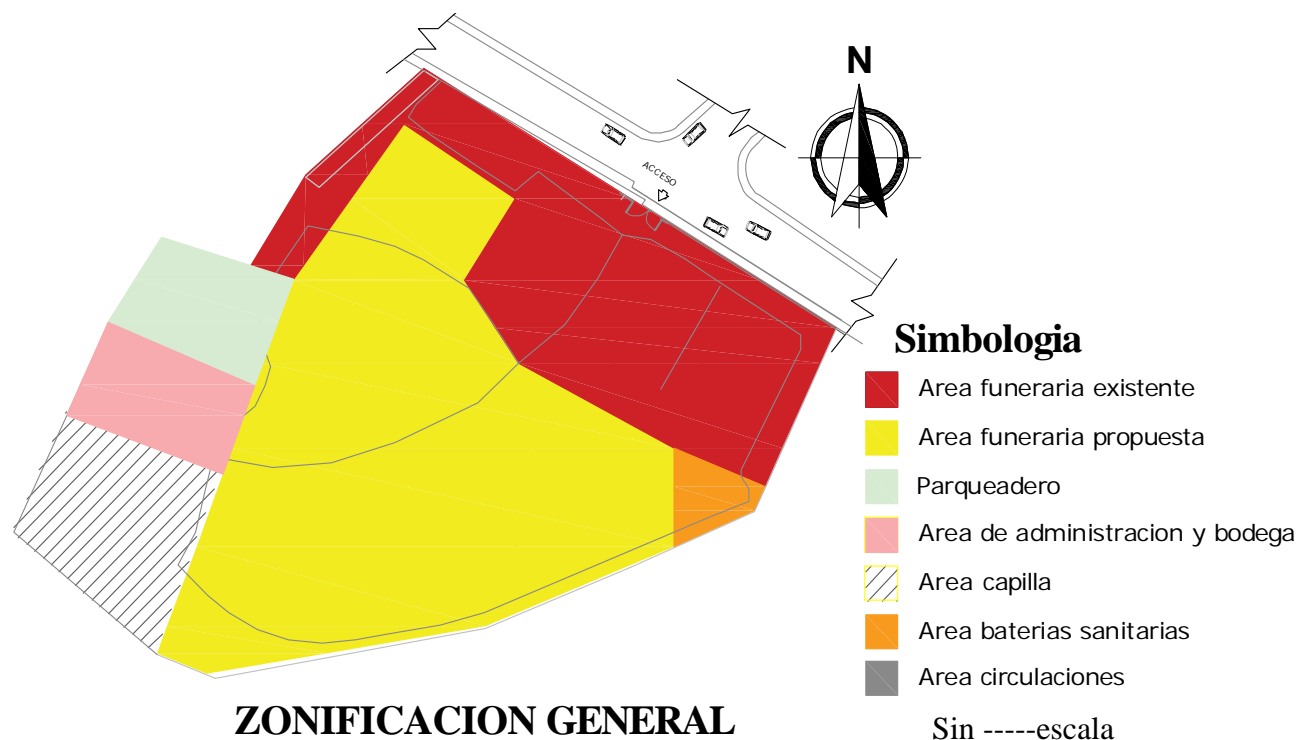 N
ACCESO
Simbologia
Area funeraria existente
Area funeraria propuesta
Parqueadero
Area de administracion y bodega
Area capilla
Area baterias sanitarias
Area circulaciones
ZONIFICACION GENERAL
Sin -----escala